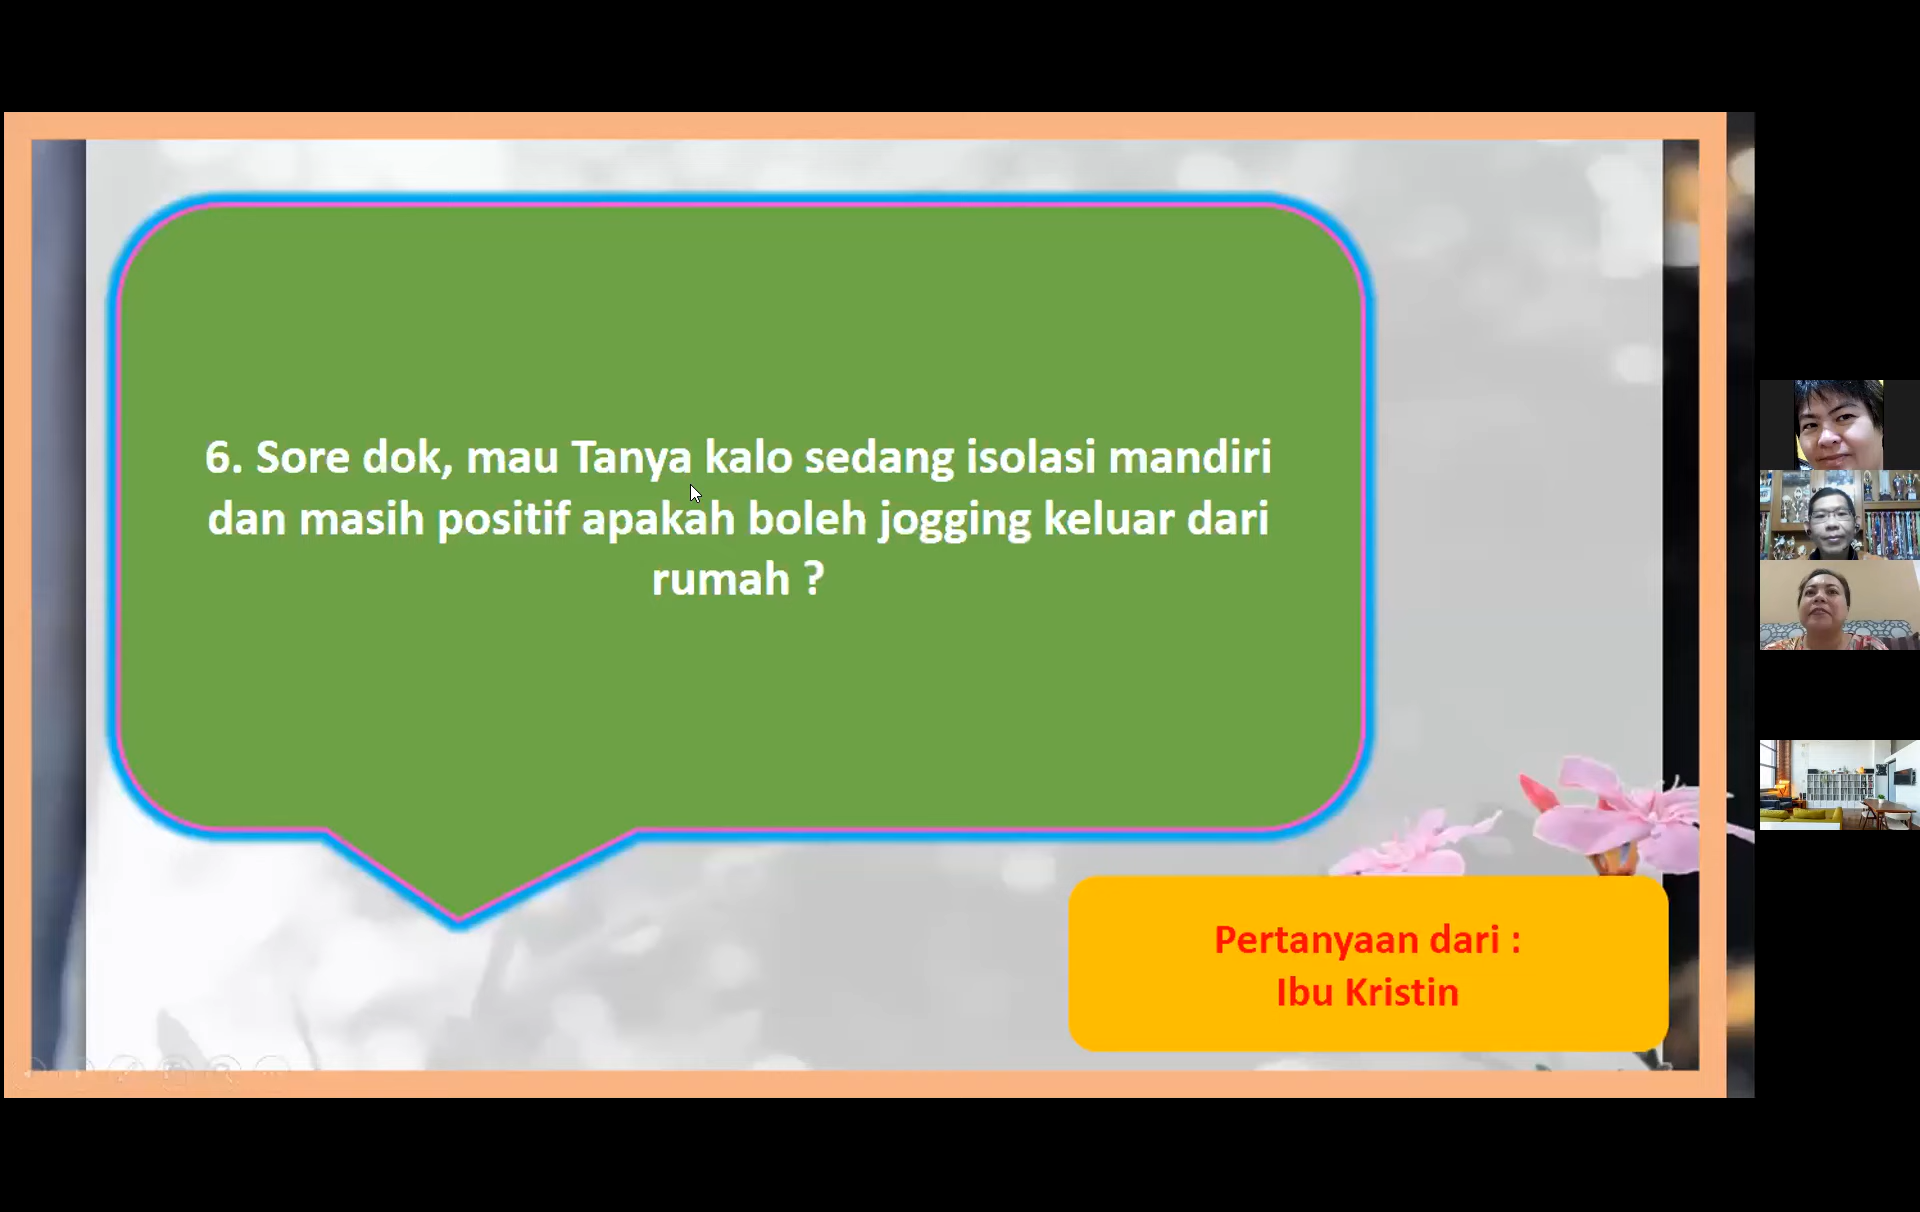 6. Sore dok, mau Tanya kalo sedang isolasi mandiri
dan masih positif apakah boleh jogging keluar dari
rumah ?
Pertanyaan dari :
Ibu Kristin